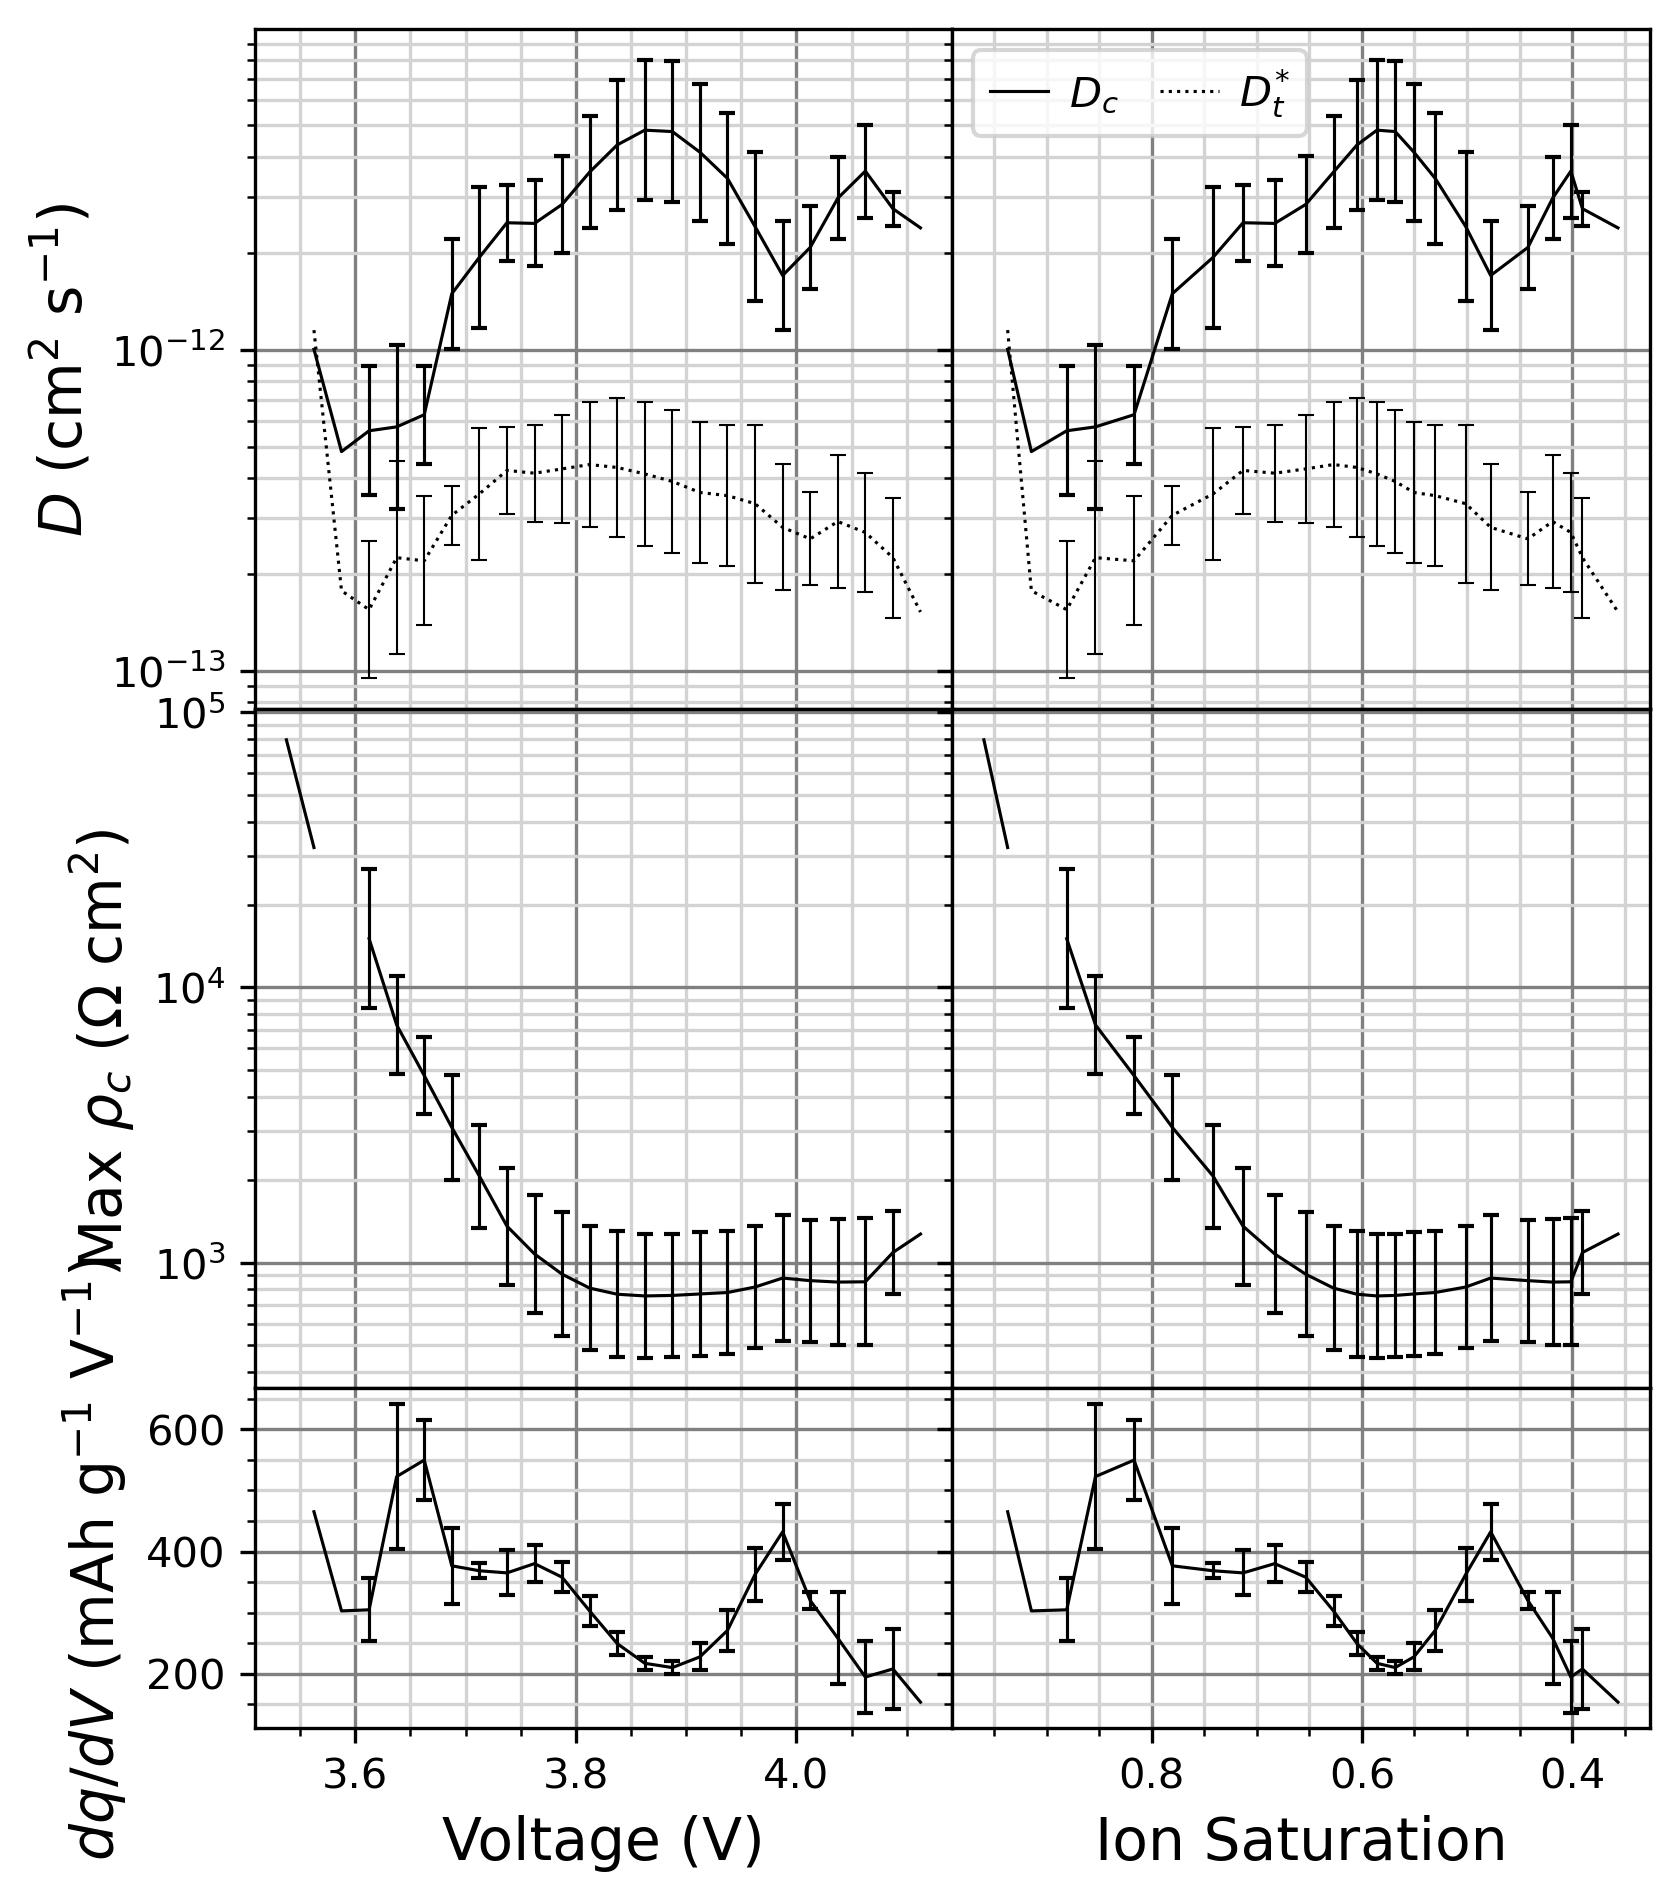 D (cm² s⁻¹)
10⁻¹²
10⁻¹³
D_c
D_t^*
Max ρ_c (Ω cm²)
10⁵
10⁴
10³
dq/dV (mAh g⁻¹ V⁻¹)
600
400
200
3.6 3.8 4.0
0.8 0.6 0.4
Voltage (V)
Ion Saturation